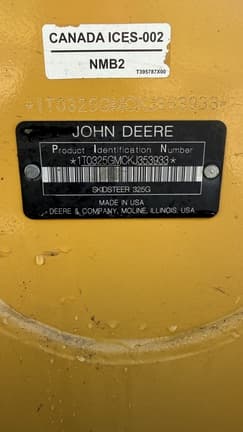 CANADA ICES-002
NMB2
T395787X00
*1T0325GMCKJ353933*
JOHN DEERE
Product Identification Number
*1T0325GMCKJ353933*
SKIDSTEER 325G
MADE IN USA
DEERE & COMPANY, MOLINE, ILLINOIS, USA